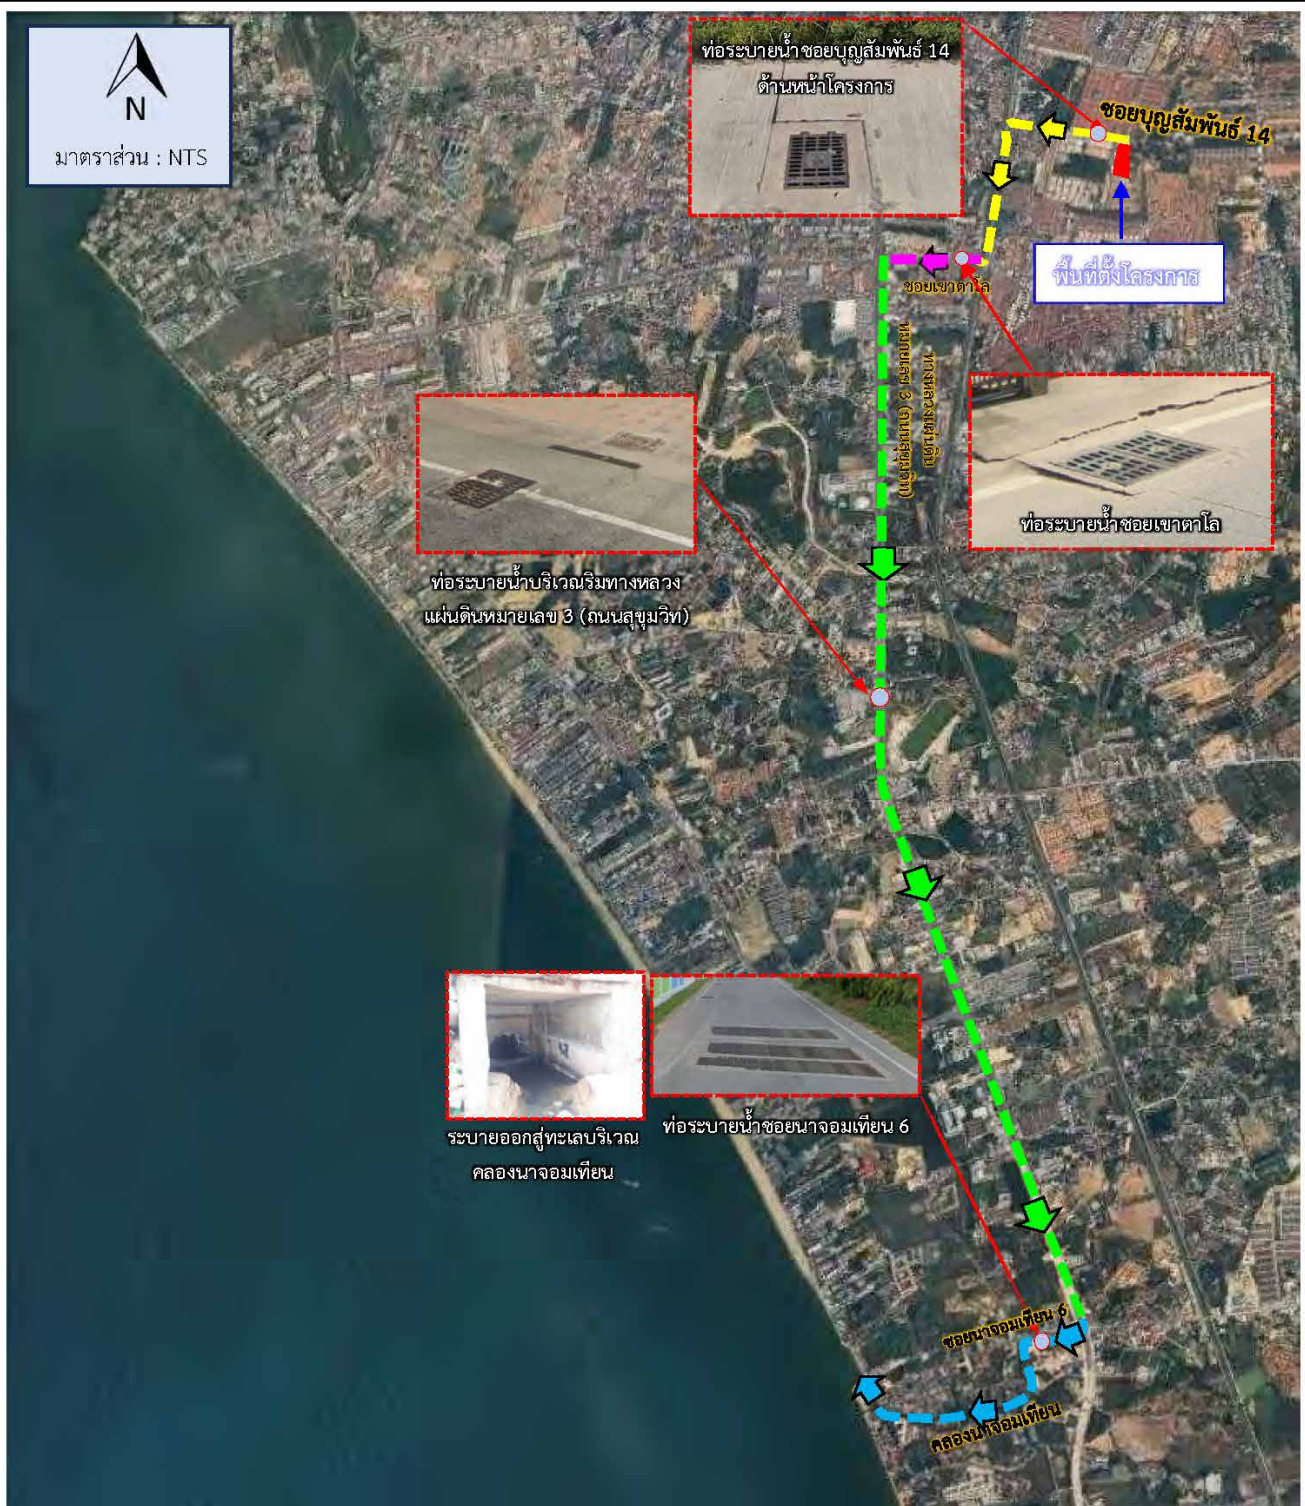 N
มาตราส่วน : NTS
ท่อระบายน้ำซอยบุญสัมพันธ์ 14
ด้านหน้าโครงการ
ซอยบุญสัมพันธ์ 14
พื้นที่ตั้งโครงการ
ซอยเขาตาโล
ทางหลวงแผ่นดิน
หมายเลข 3 (ถนนสุขุมวิท)
ท่อระบายน้ำซอยเขาตาโล
ท่อระบายน้ำบริเวณริมทางหลวง
แผ่นดินหมายเลข 3 (ถนนสุขุมวิท)
ระบายออกสู่ทะเลบริเวณ
คลองนาจอมเทียน
ท่อระบายน้ำซอยนาจอมเทียน 6
ซอยนาจอมเทียน 6
คลองนาจอมเทียน